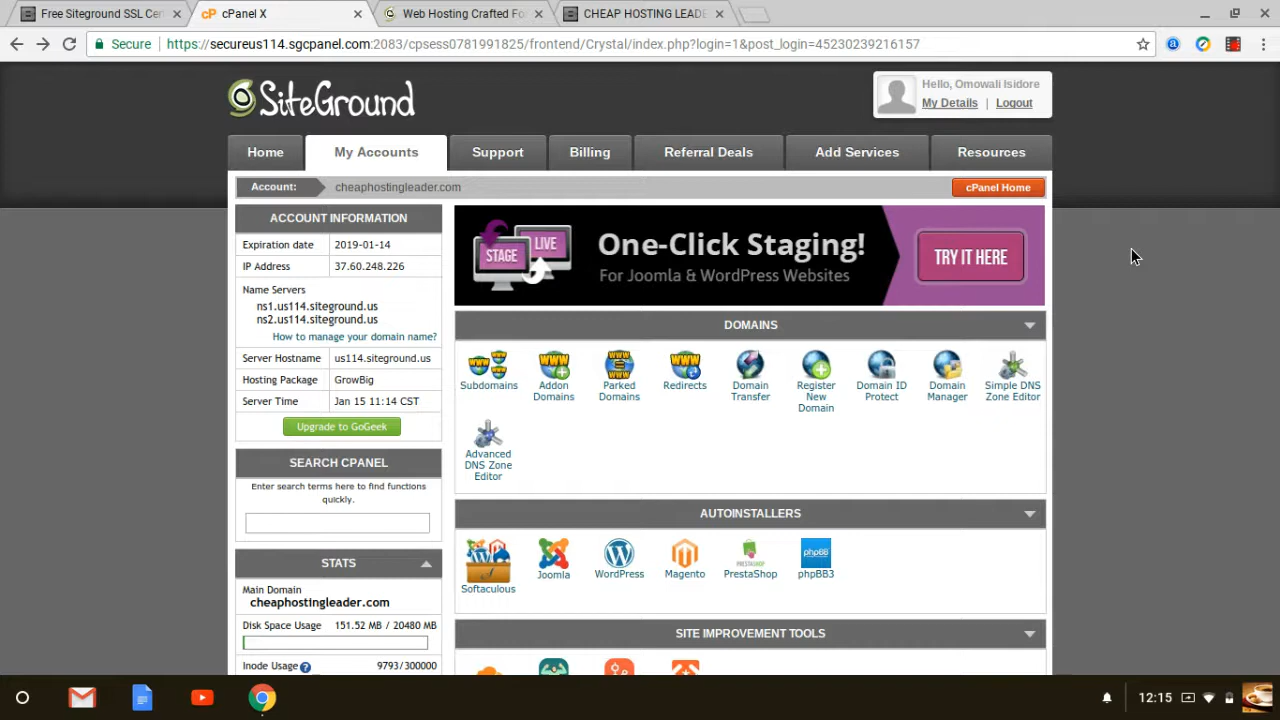 Free Siteground SSL Cer
cP cPanel X
Web Hosting Crafted Fo
CHEAP HOSTING LEAD
Secure https://secureus114.sgcpanel.com:2083/cpsess0781991825/frontend/Crystal/index.php?login=1&post_login=45230239216157
SiteGround
Hello, Omowali Isidore
My Details | Logout
Home
My Accounts
Support
Billing
Referral Deals
Add Services
Resources
Account:
cheaphostingleader.com
cPanel Home
ACCOUNT INFORMATION
Expiration date 2019-01-14
IP Address 37.60.248.226
Name Servers
ns1.us114.siteground.us
ns2.us114.siteground.us
How to manage your domain name?
Server Hostname us114.siteground.us
Hosting Package GrowBig
Server Time Jan 15 11:14 CST
Upgrade to GoGeek
SEARCH CPANEL
Enter search terms here to find functions
quickly.
STATS
Main Domain
cheaphostingleader.com
Disk Space Usage 151.52 MB / 20480 MB
Inode Usage ? 9793/300000
STAGE
LIVE
One-Click Staging!
For Joomla & WordPress Websites
TRY IT HERE
DOMAINS
Subdomains
Addon
Domains
Parked
Domains
Redirects
Domain
Transfer
Register
New
Domain
Domain ID
Protect
Domain
Manager
Simple DNS
Zone Editor
Advanced
DNS Zone
Editor
AUTOINSTALLERS
Softaculous
Joomla
WordPress
Magento
PRESTASHOP
PrestaShop
phpBB
phpBB3
SITE IMPROVEMENT TOOLS
12:15